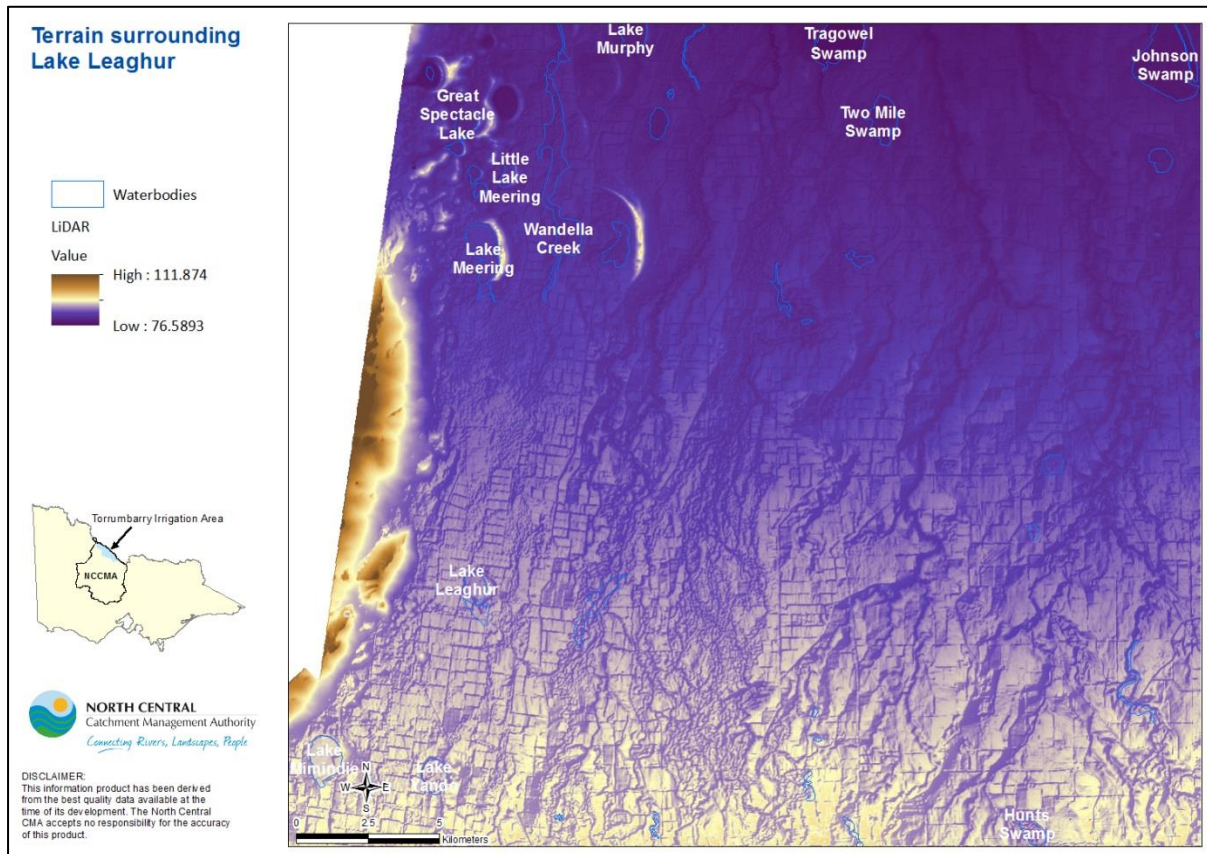 Terrain surrounding
Lake Leaghur
Waterbodies
LiDAR
Value
High : 111.874
Low : 76.5893
Torrumbarry Irrigation Area
NCCMA
NORTH CENTRAL
Catchment Management Authority
Connecting Rivers, Landscapes, People
DISCLAIMER:
This information product has been derived
from the best quality data available at the
time of its development. The North Central
CMA accepts no responsibility for the accuracy
of this product.
Lake
Murphy
Tragowel
Swamp
Johnson
Swamp
Great
Spectacle
Lake
Two Mile
Swamp
Little
Lake
Meering
Wandella
Creek
Lake
Meering
Lake
Leaghur
Lake
Lake
Hunts
Swamp
N
W E
S
0 2.5 5
Kilometers